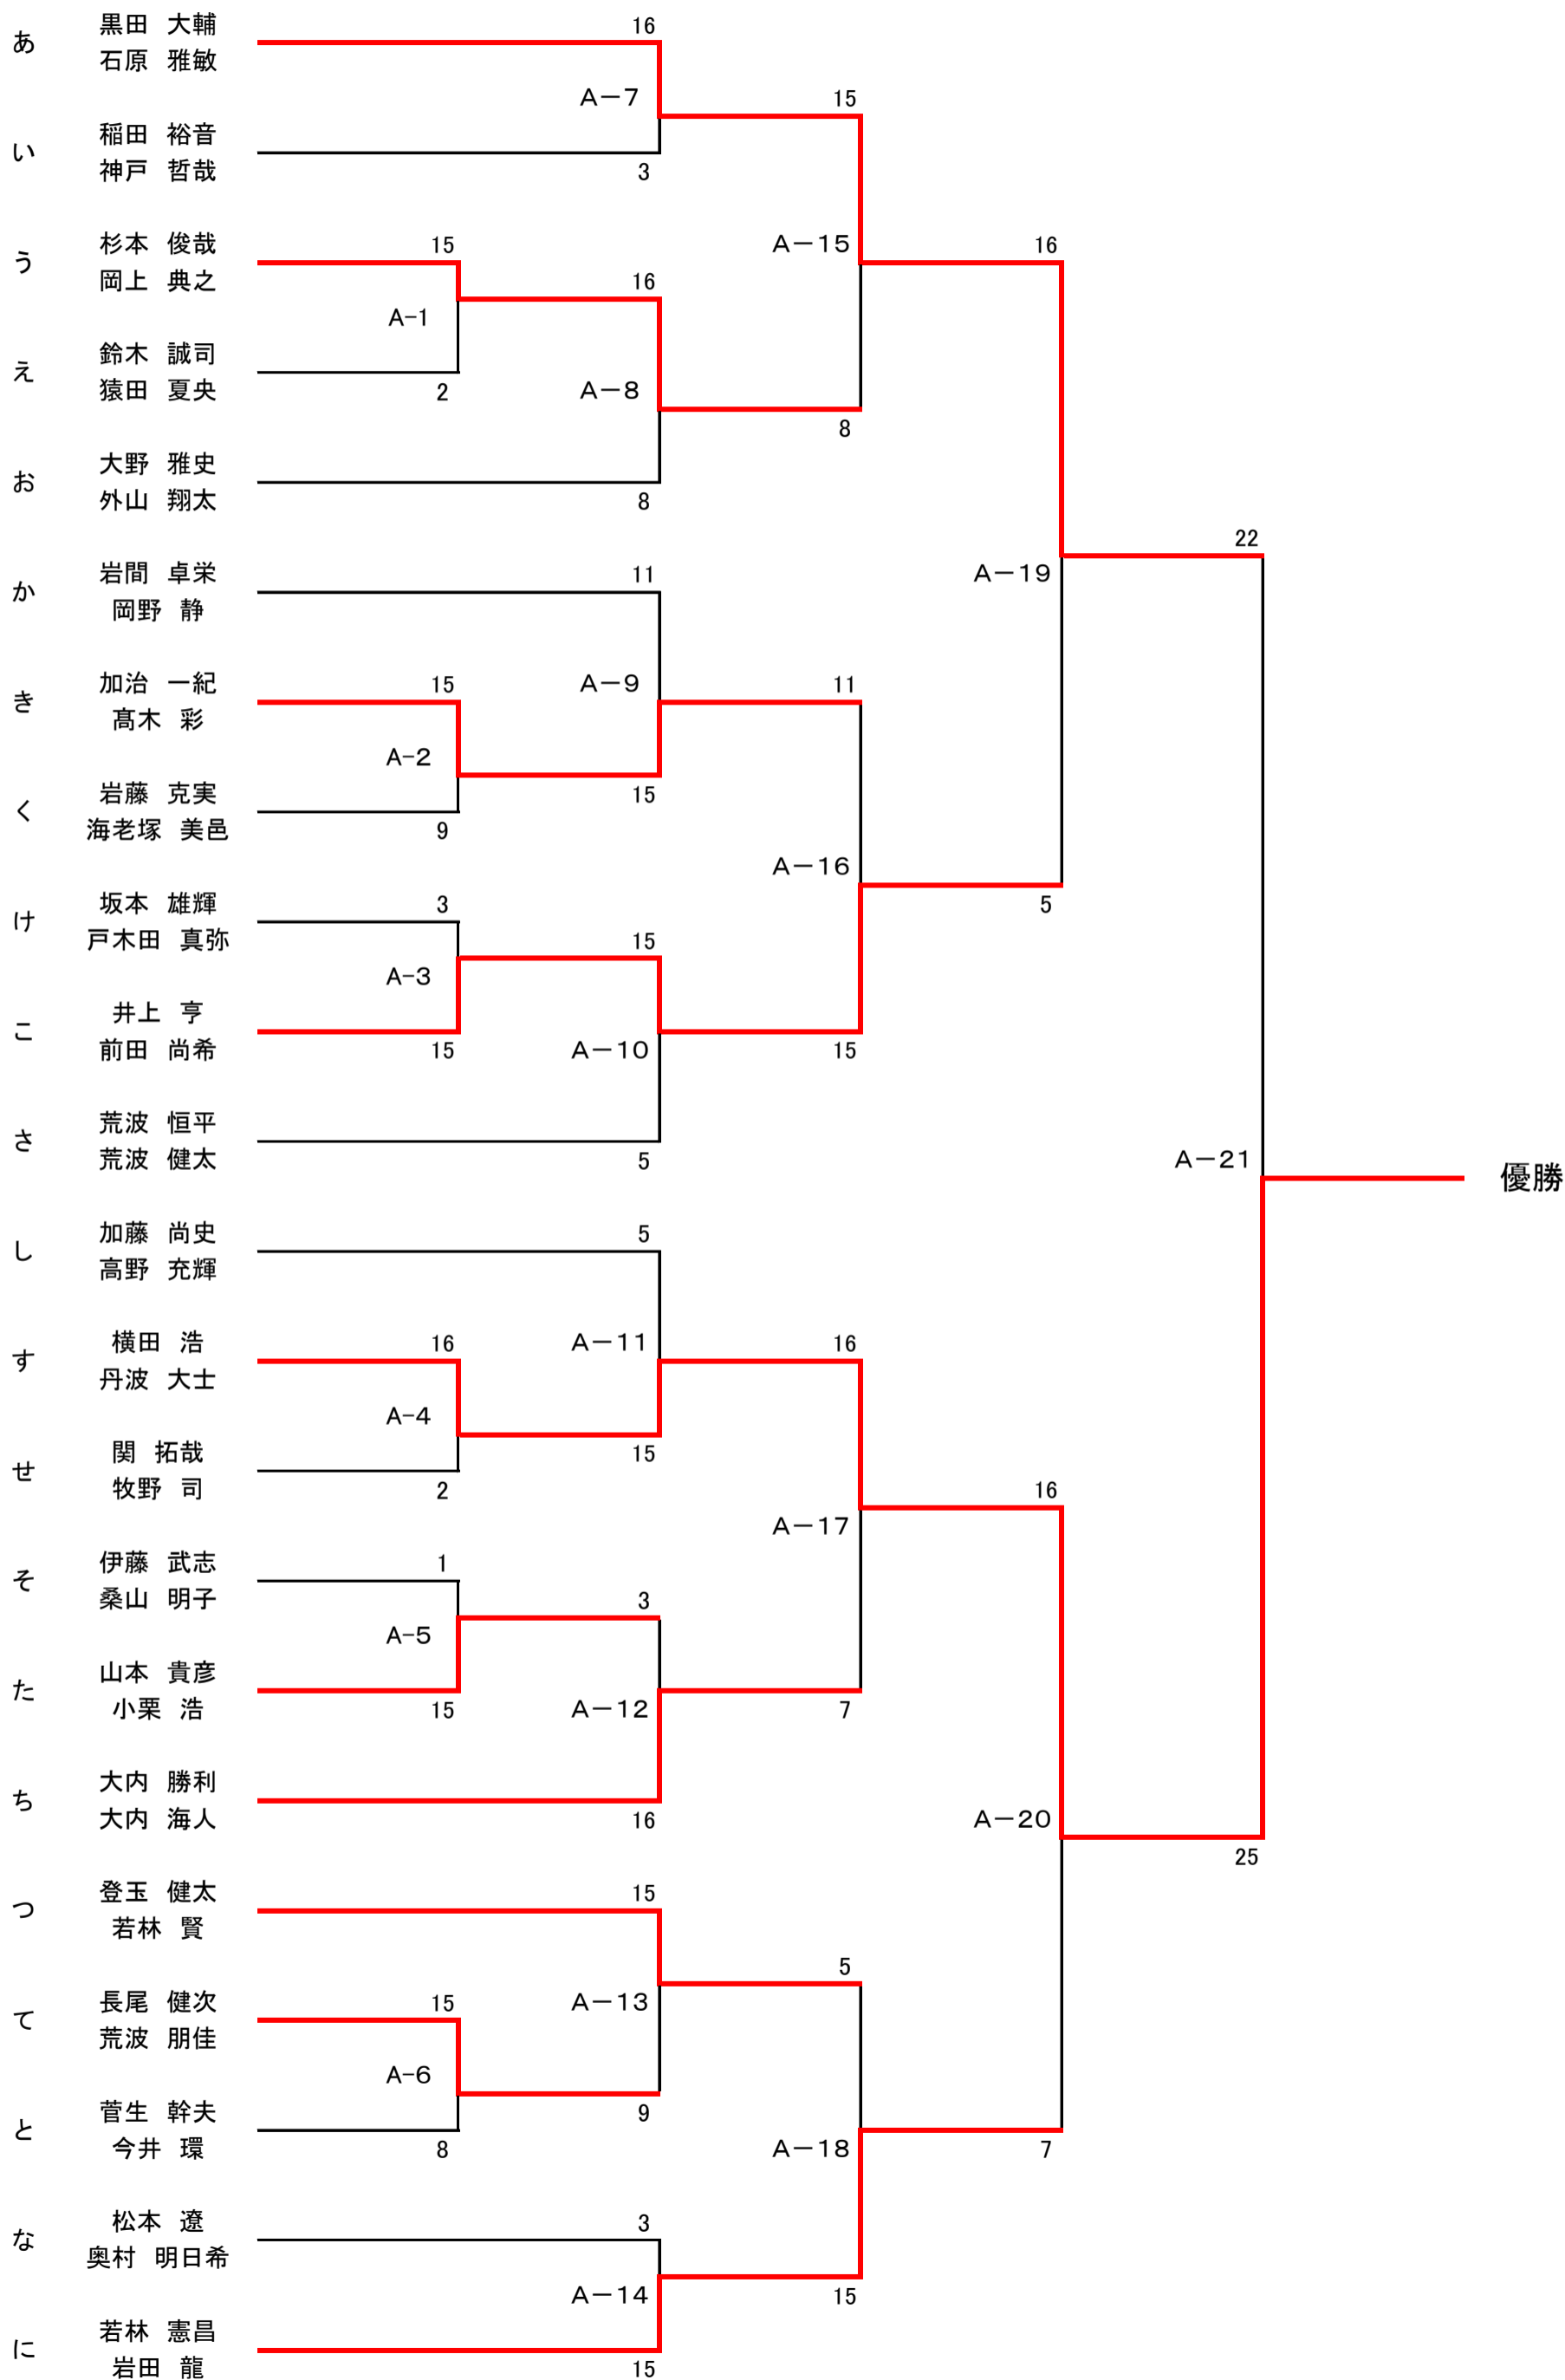 黒田 大輔
16
あ
石原 雅敏
A－7
15
稲田 裕音
い
神戸 哲哉
3
杉本 俊哉
15
A－15
16
う
岡上 典之
16
A-1
鈴木 誠司
え
猿田 夏央
2
A－8
8
大野 雅史
お
外山 翔太
8
22
岩間 卓栄
11
A－19
か
岡野 静
加治 一紀
15
A－9
11
き
髙木 彩
A-2
岩藤 克実
15
く
海老塚 美邑
9
A－16
坂本 雄輝
3
5
け
戸木田 真弥
15
A-3
井上 亨
こ
前田 尚希
15
A－10
15
荒波 恒平
さ
荒波 健太
5
A－21
優勝
加藤 尚史
5
し
高野 充輝
横田 浩
16
A－11
16
す
丹波 大士
A-4
関 拓哉
15
せ
牧野 司
2
16
A－17
伊藤 武志
1
そ
桑山 明子
3
A-5
山本 貴彦
た
小栗 浩
15
A－12
7
大内 勝利
ち
大内 海人
16
A－20
25
登玉 健太
15
つ
若林 賢
5
長尾 健次
15
A－13
て
荒波 朋佳
A-6
菅生 幹夫
9
と
今井 環
8
A－18
7
松本 遼
3
な
奥村 明日希
A－14
15
若林 憲昌
に
岩田 龍
15